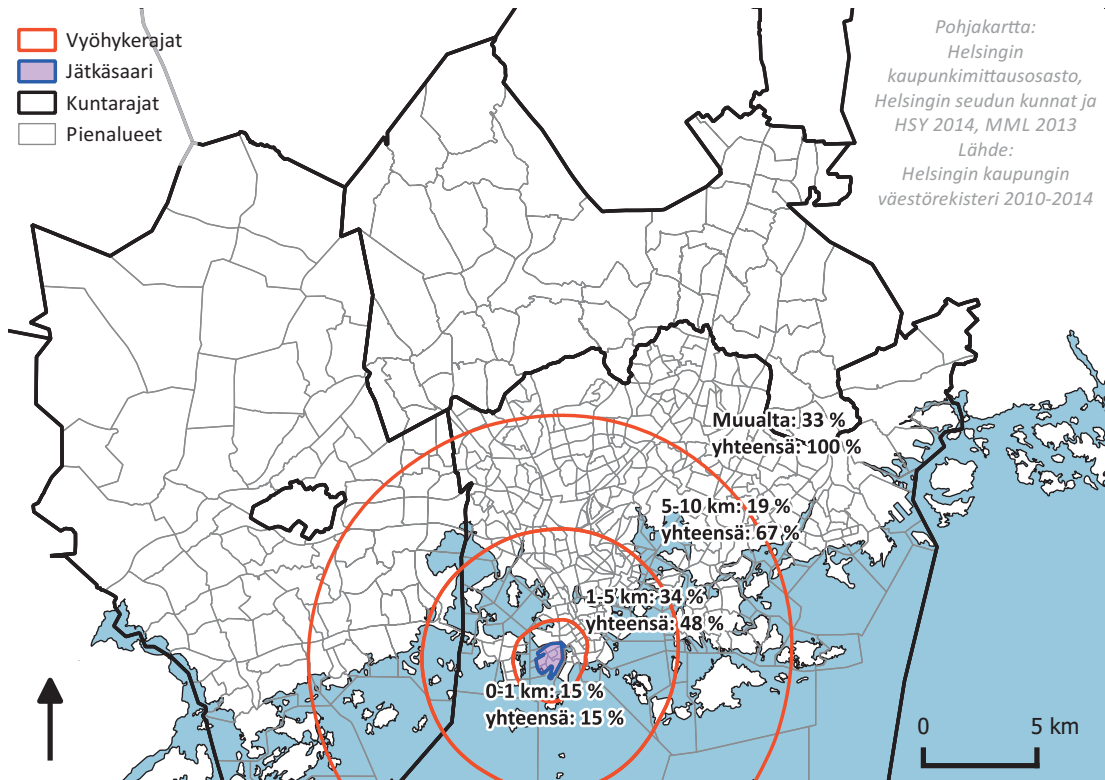 Vyöhykerajat
Jätkäsaari
Kuntarajat
Pienalueet
Pohjakartta:
Helsingin
kaupunkimittausosasto,
Helsingin seudun kunnat ja
HSY 2014, MML 2013
Lähde:
Helsingin kaupungin
väestörekisteri 2010-2014
Muualta: 33 %
yhteensä: 100 %
5-10 km: 19 %
yhteensä: 67 %
1-5 km: 34 %
yhteensä: 48 %
0-1 km: 15 %
yhteensä: 15 %
0 5 km